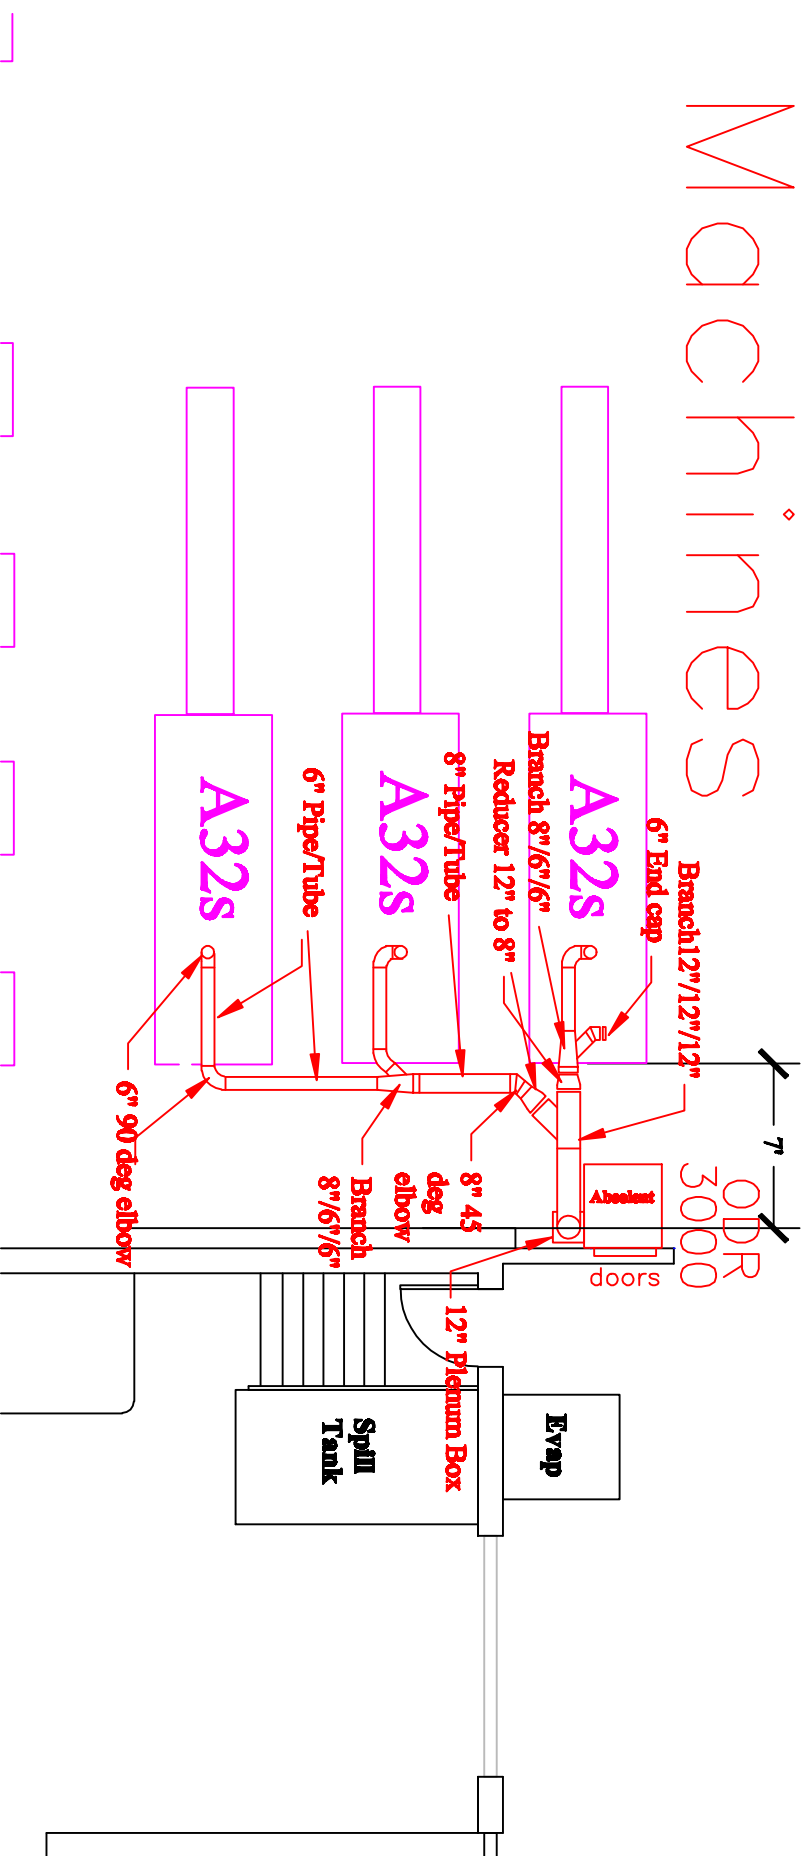 Machines
ODR
3000
doors
Absolent
7'
Branch12"/12"/12"
6" End cap
A32s
Branch 8"/6"/6"
Reducer 12" to 8"
8" Pipe/Tube
A32s
6" Pipe/Tube
A32s
8" 45
deg
elbow
Branch
8"/6"/6"
6" 90 deg elbow
12" Plenum Box
Evap
Spill
Tank